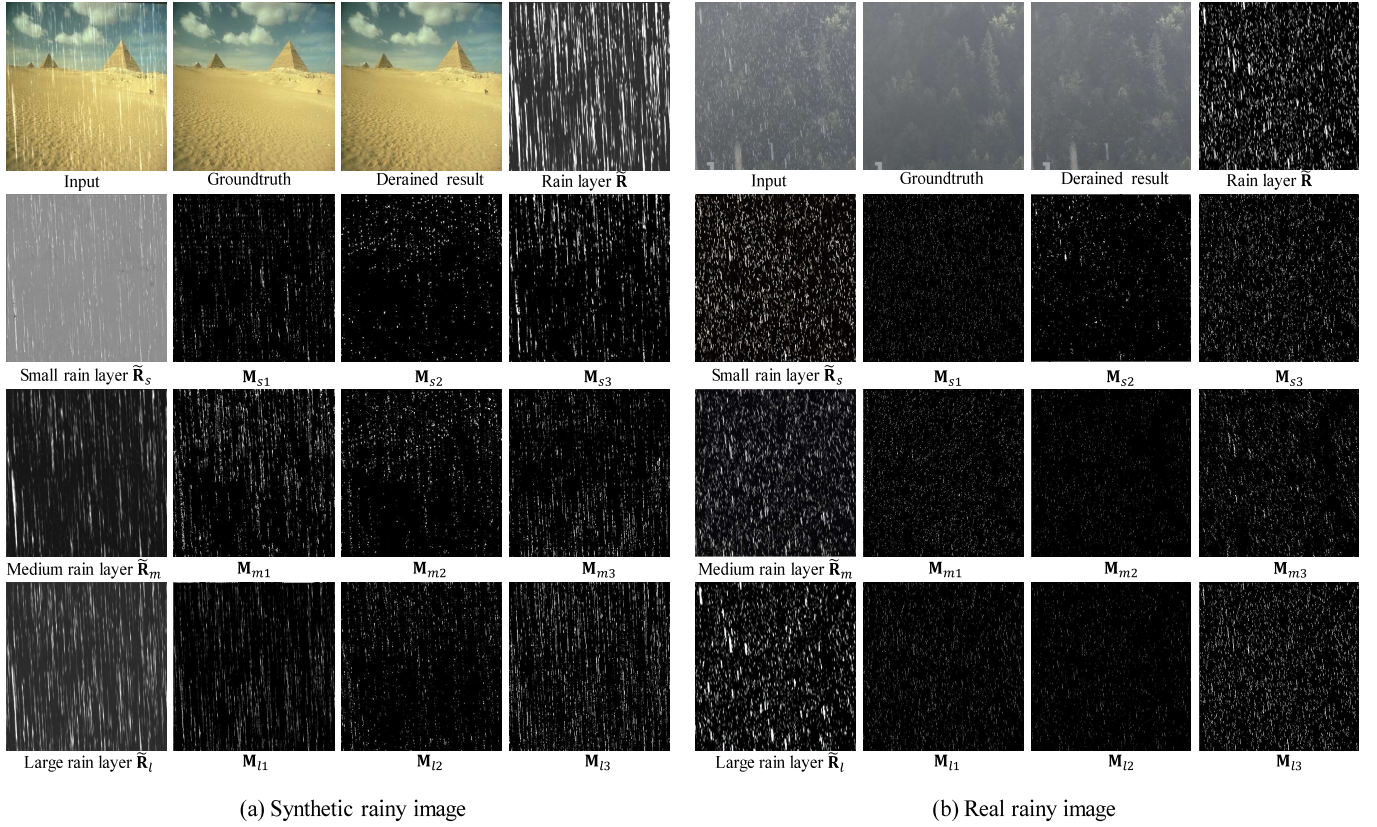 Input Groundtruth Derained result Rain layer R̃ Input Groundtruth Derained result Rain layer R̃
Small rain layer R̃ₛ Mₛ₁ Mₛ₂ Mₛ₃ Small rain layer R̃ₛ Mₛ₁ Mₛ₂ Mₛ₃
Medium rain layer R̃ₘ Mₘ₁ Mₘ₂ Mₘ₃ Medium rain layer R̃ₘ Mₘ₁ Mₘ₂ Mₘ₃
Large rain layer R̃ₗ Mₗ₁ Mₗ₂ Mₗ₃ Large rain layer R̃ₗ Mₗ₁ Mₗ₂ Mₗ₃
(a) Synthetic rainy image (b) Real rainy image